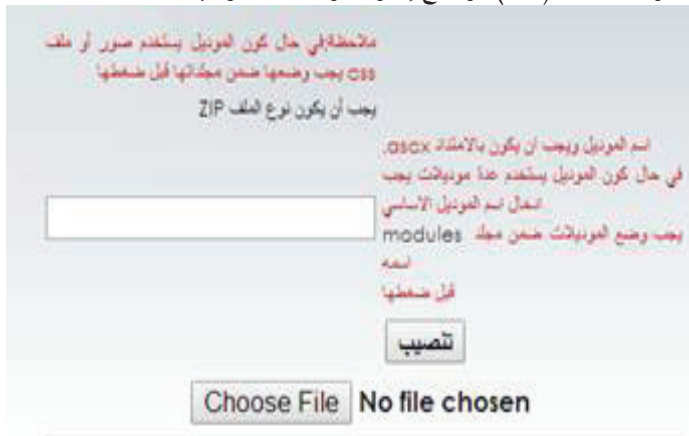 ملاحظة:في حال كون الموديل يستخدم صور أو ملف
css يجب وضعها ضمن مجلداتها قبل ضغطها
يجب أن يكون نوع الملف ZIP
اسم الموديل ويجب ان يكون بالامتداد ascx.
في حال كون الموديل يستخدم عدة موديلات يجب
ادخال اسم الموديل الاساسي
يجب وضع الموديلات ضمن مجلد modules
اسمه
قبل ضغطها
تنصيب
Choose File No file chosen